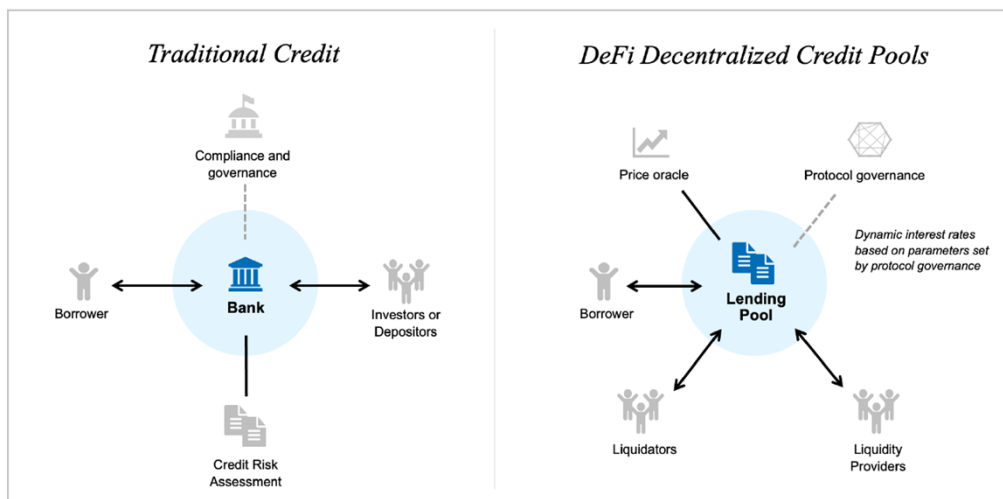 Traditional Credit
Compliance and
governance
Borrower
Bank
Investors or
Depositors
Credit Risk
Assessment
DeFi Decentralized Credit Pools
Price oracle
Protocol governance
Dynamic interest rates
based on parameters set
by protocol governance
Borrower
Lending
Pool
Liquidators
Liquidity
Providers